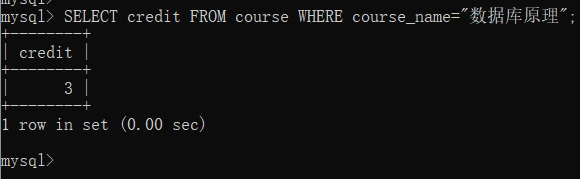 mysql>
mysql> SELECT credit FROM course WHERE course_name="数据库原理";
+--------+
| credit |
+--------+
|      3 |
+--------+
1 row in set (0.00 sec)
mysql>